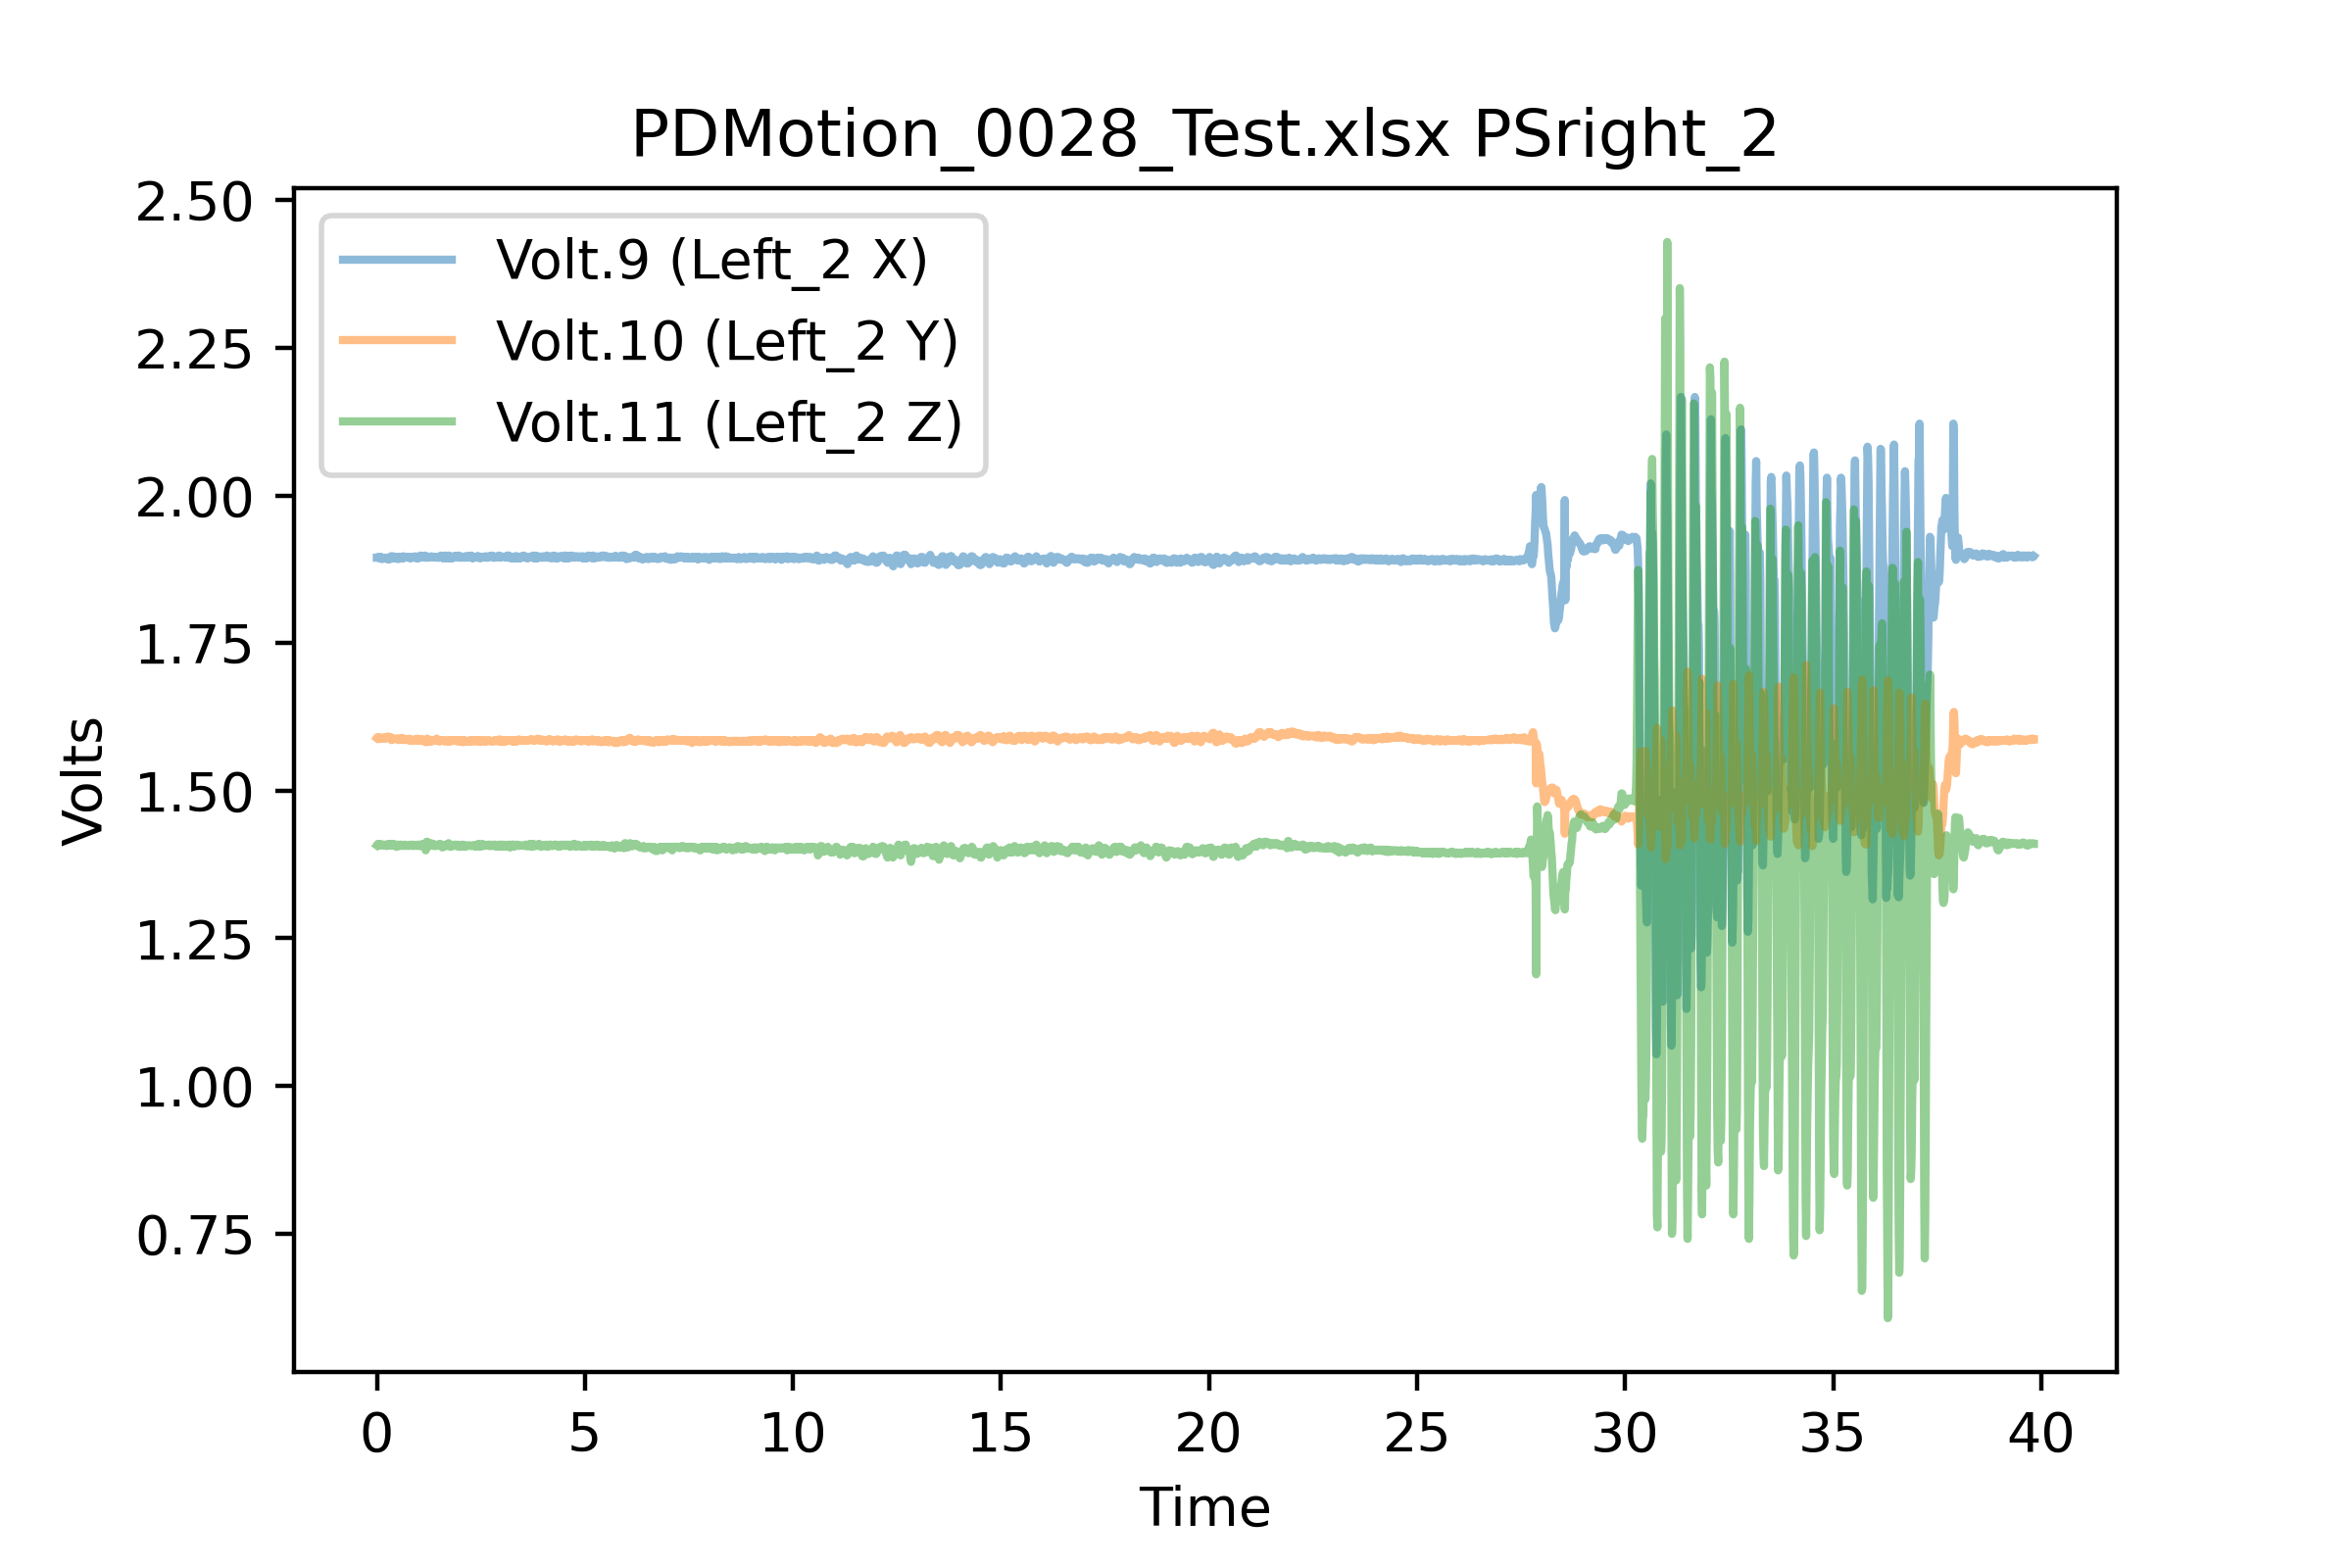 PDMotion_0028_Test.xlsx PSright_2
2.50
2.25
2.00
1.75
1.50
1.25
1.00
0.75
Volts
Volt.9 (Left_2 X)
Volt.10 (Left_2 Y)
Volt.11 (Left_2 Z)
0 5 10 15 20 25 30 35 40
Time